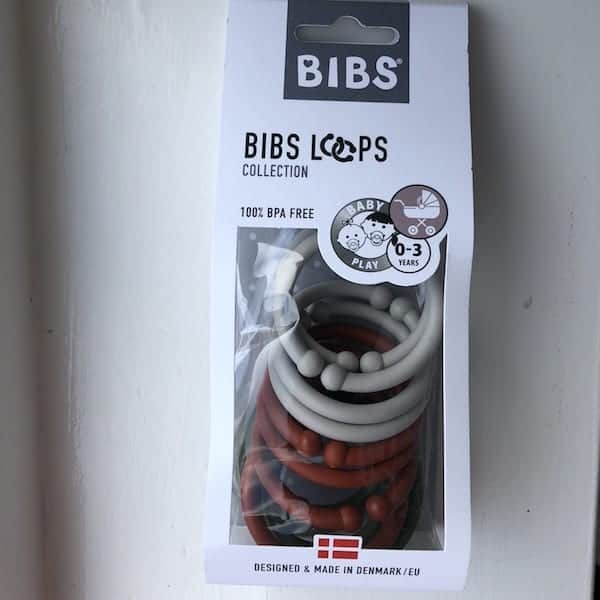 BIBS®
BIBS LOOPS
COLLECTION
100% BPA FREE
BABY
PLAY
0-3
YEARS
DESIGNED & MADE IN DENMARK/EU